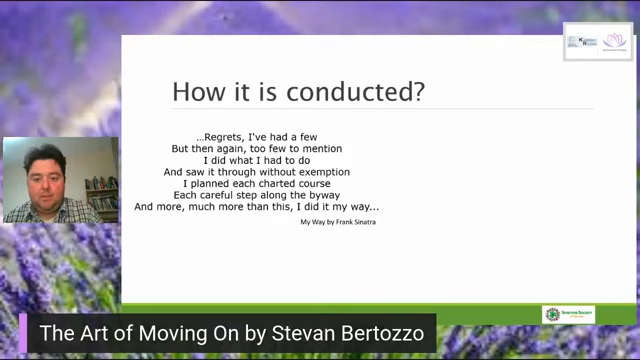 How it is conducted?
...Regrets, I've had a few
But then again, too few to mention
I did what I had to do
And saw it through without exemption
I planned each charted course
Each careful step along the byway
And more, much more than this, I did it my way...
My Way by Frank Sinatra
SPIRITIST SOCIETY
The Art of Moving On by Stevan Bertozzo